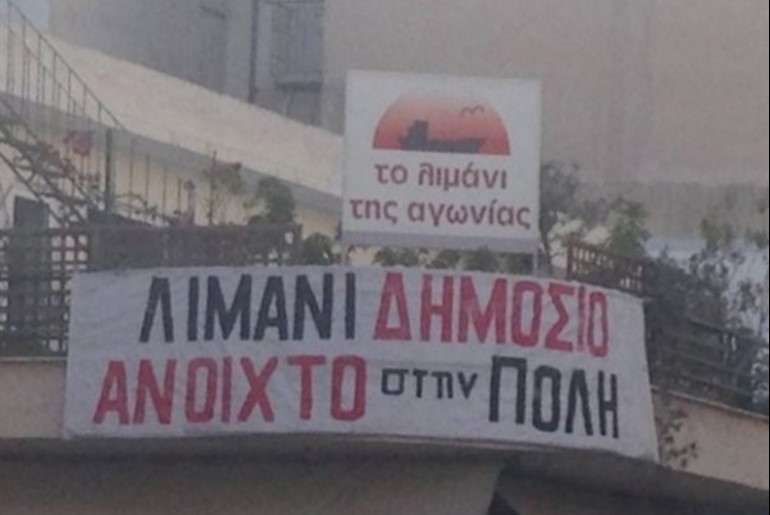 το λιμάνι
της αγωνίας
ΛΙΜΑΝΙ ΔΗΜΟΣΙΟ
ΑΝΟΙΧΤΟ στην ΠΟΛΗ